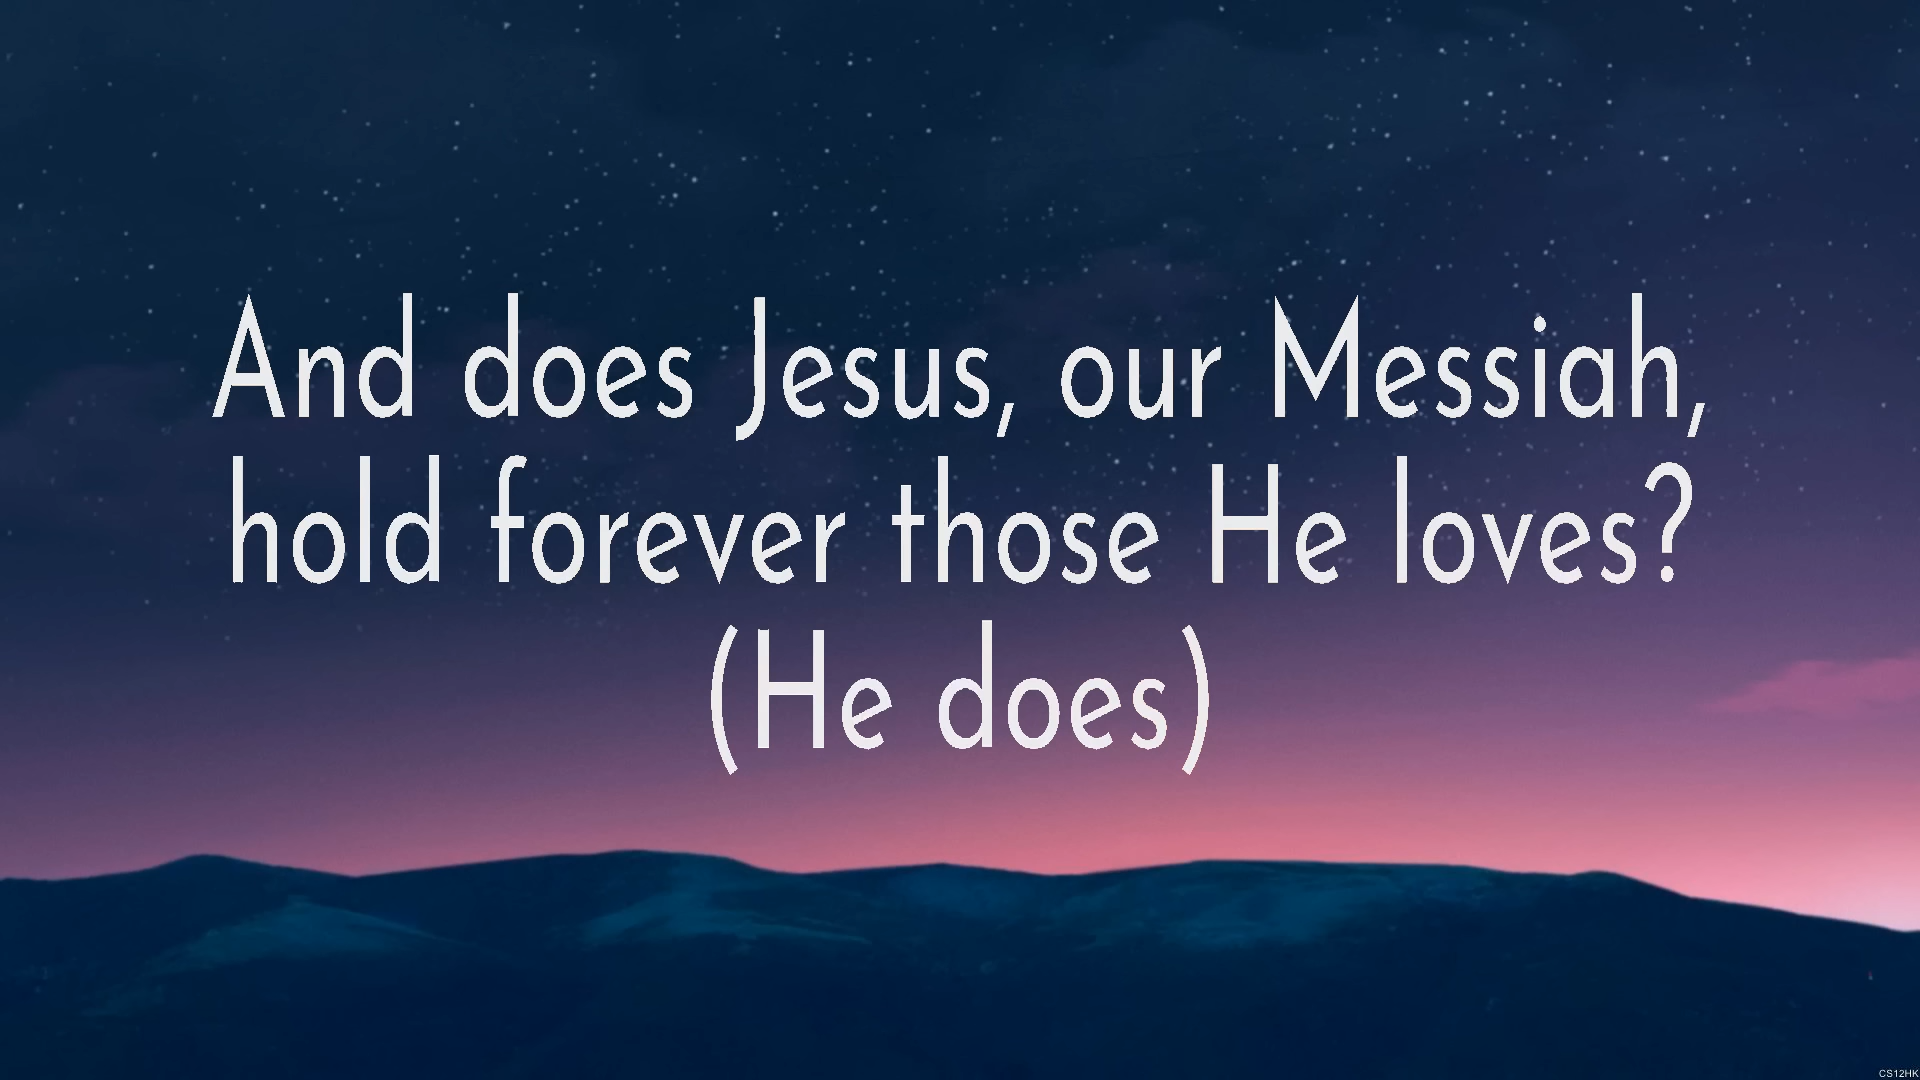 And does Jesus, our Messiah,
hold forever those He loves?
(He does)
CS12HK